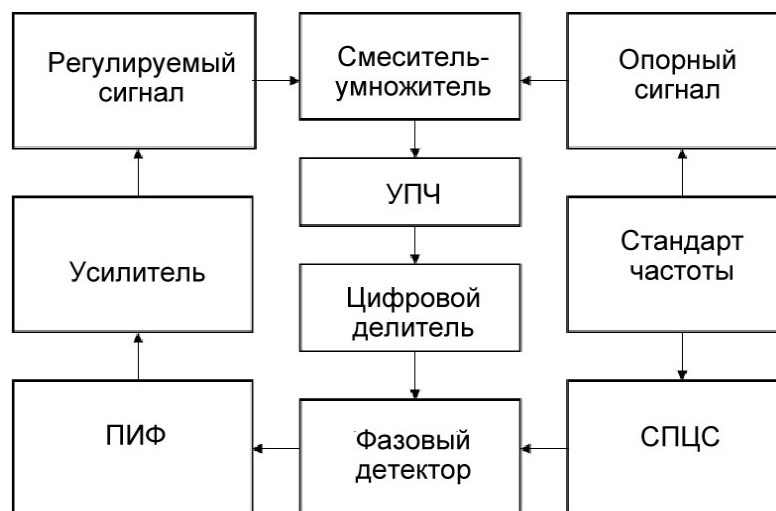 Регулируемый
сигнал
Смеситель-
умножитель
Опорный
сигнал
УПЧ
Усилитель
Стандарт
частоты
Цифровой
делитель
ПИФ
Фазовый
детектор
СПЦС